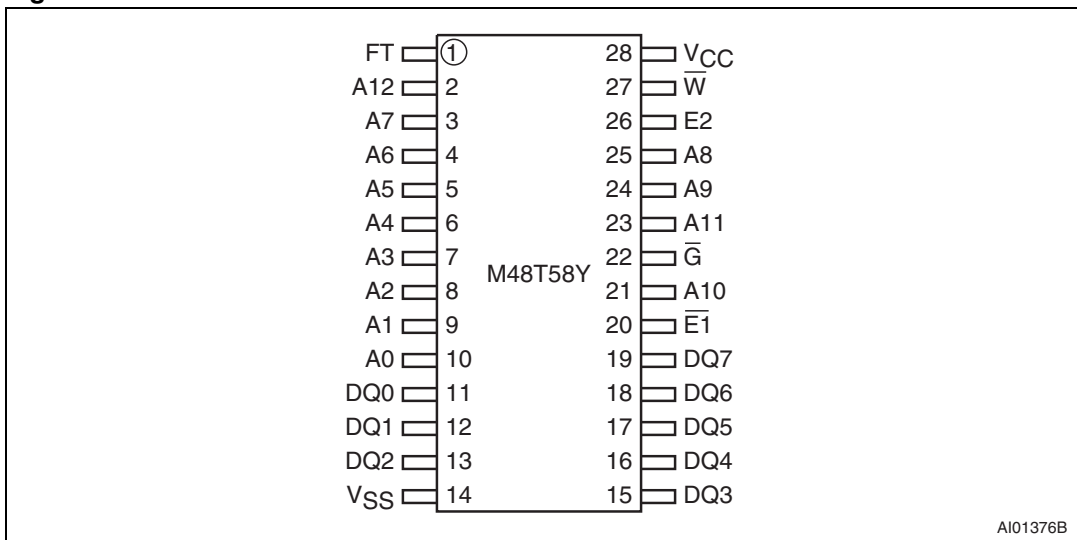 FT 1 28 VCC
A12 2 27 W̅
A7 3 26 E2
A6 4 25 A8
A5 5 24 A9
A4 6 23 A11
A3 7 22 G̅
A2 8 M48T58Y 21 A10
A1 9 20 E̅1̅
A0 10 19 DQ7
DQ0 11 18 DQ6
DQ1 12 17 DQ5
DQ2 13 16 DQ4
VSS 14 15 DQ3
AI01376B